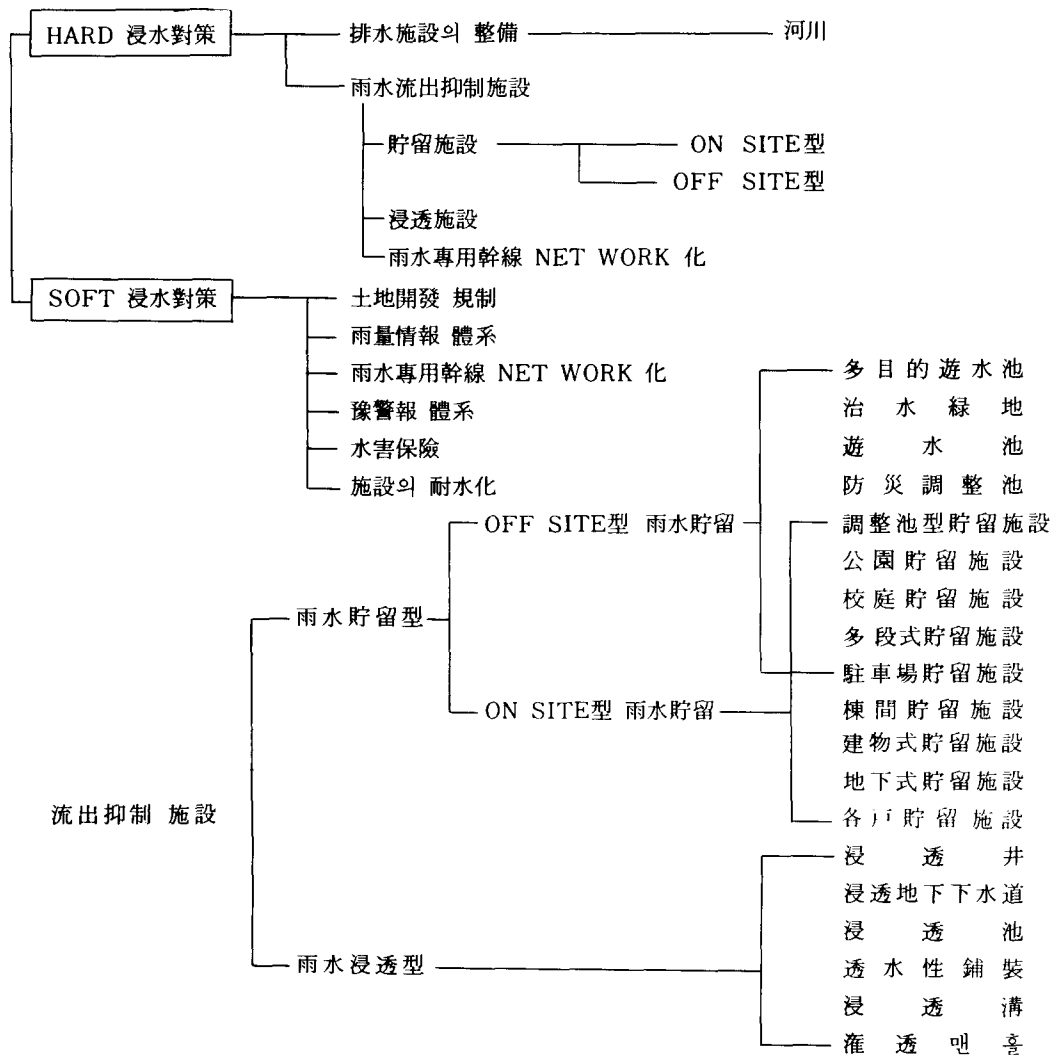 HARD 浸水對策
排水施設의 整備
河川
雨水流出抑制施設
貯留施設
ON SITE型
OFF SITE型
浸透施設
雨水專用幹線 NET WORK 化
SOFT 浸水對策
土地開發 規制
雨量情報 體系
雨水專用幹線 NET WORK 化
豫警報 體系
水害保險
施設의 耐水化
流出抑制 施設
雨水貯留型
OFF SITE型 雨水貯留
ON SITE型 雨水貯留
多目的遊水池
治水緑地
遊水池
防災調整池
調整池型貯留施設
公園貯留施設
校庭貯留施設
多段式貯留施設
駐車場貯留施設
棟間貯留施設
建物式貯留施設
地下式貯留施設
各戶貯留施設
雨水浸透型
浸透井
浸透地下下水道
浸透池
透水性鋪裝
浸透溝
透맨홀